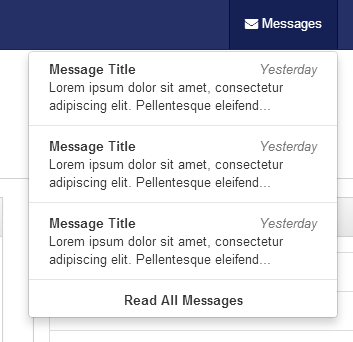 Messages
Message Title Yesterday
Lorem ipsum dolor sit amet, consectetur
adipiscing elit. Pellentesque eleifend...
Message Title Yesterday
Lorem ipsum dolor sit amet, consectetur
adipiscing elit. Pellentesque eleifend...
Message Title Yesterday
Lorem ipsum dolor sit amet, consectetur
adipiscing elit. Pellentesque eleifend...
Read All Messages